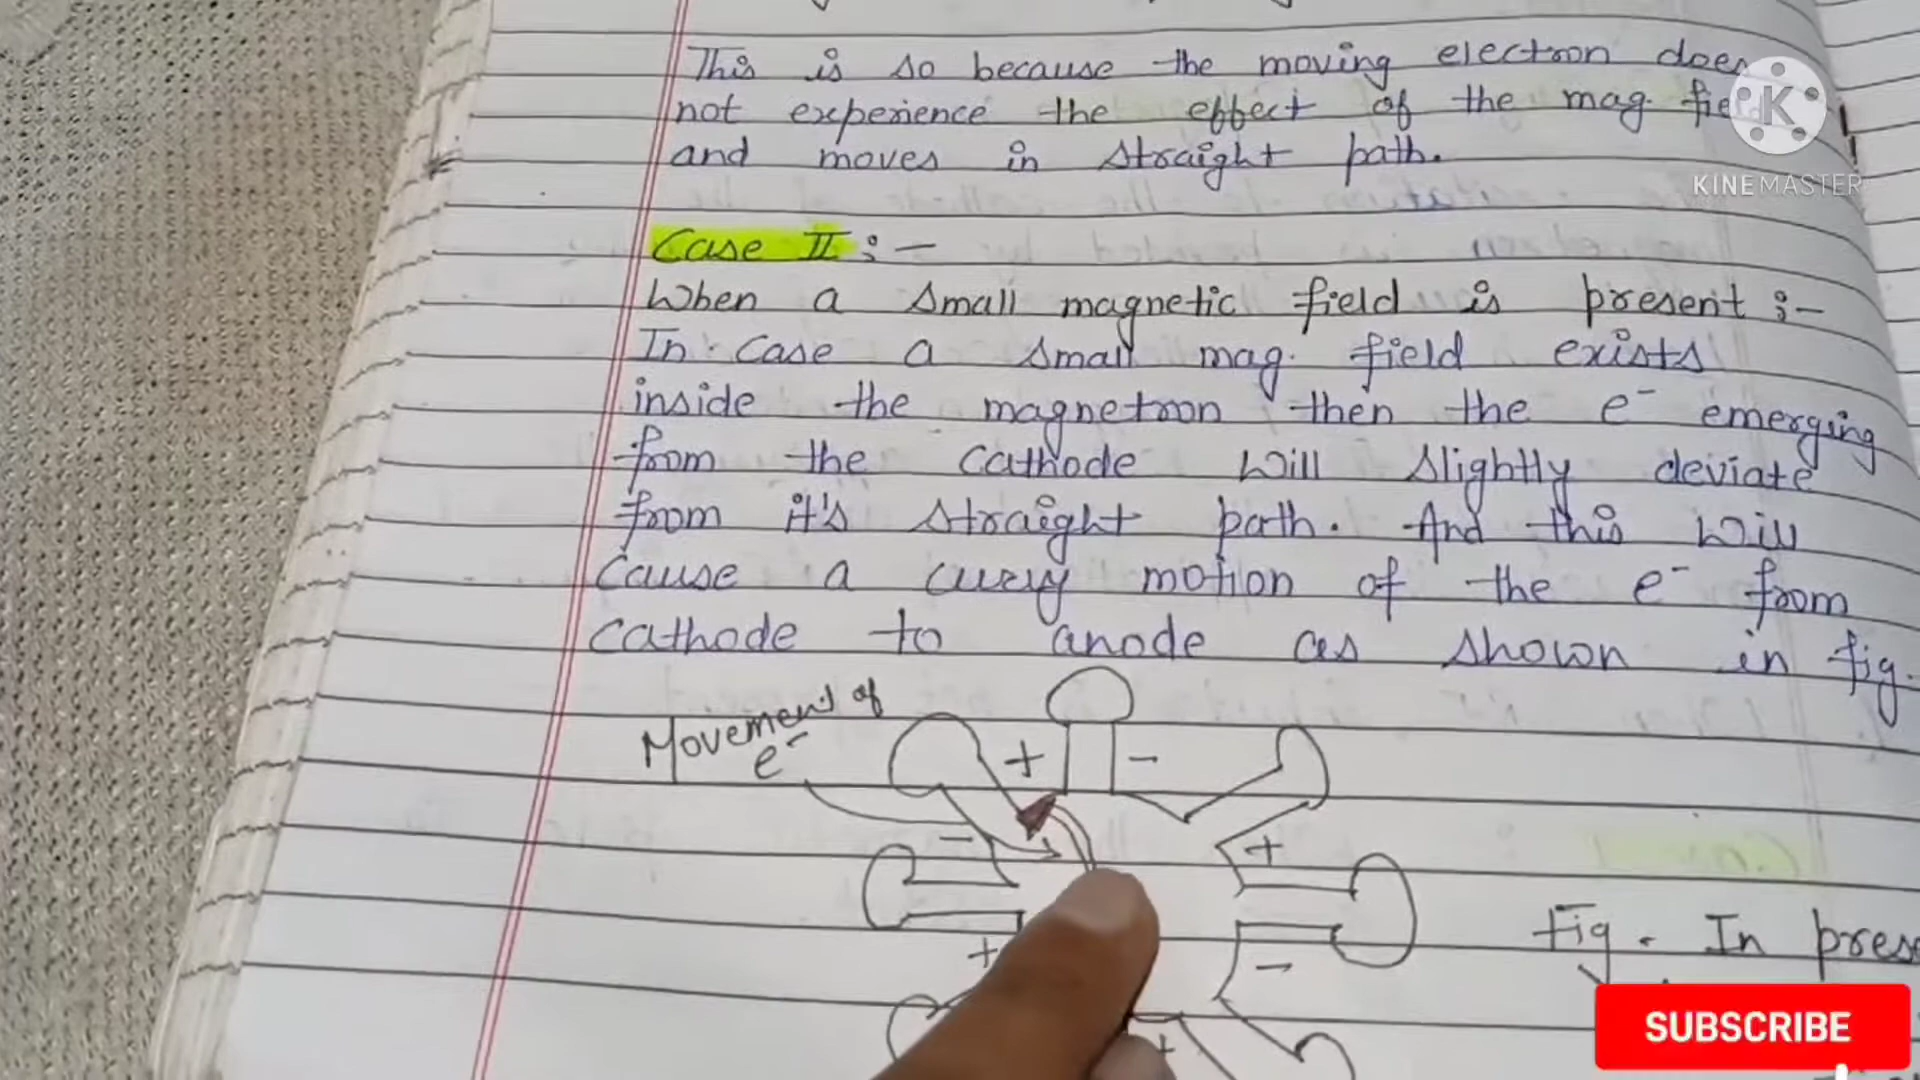 This is so because the moving electron does
not experience the effect of the mag. field
and moves in straight path.
KINEMASTER
Case II :-
When a small magnetic field is present :-
In case a small mag. field exists
inside the magnetron then the e- emerging
from the cathode will slightly deviate
from it's straight path. And this will
cause a curvy motion of the e- from
cathode to anode as shown in fig.
Movement of
e-
+ -
- +
Fig. In
+ -
+
SUBSCRIBE